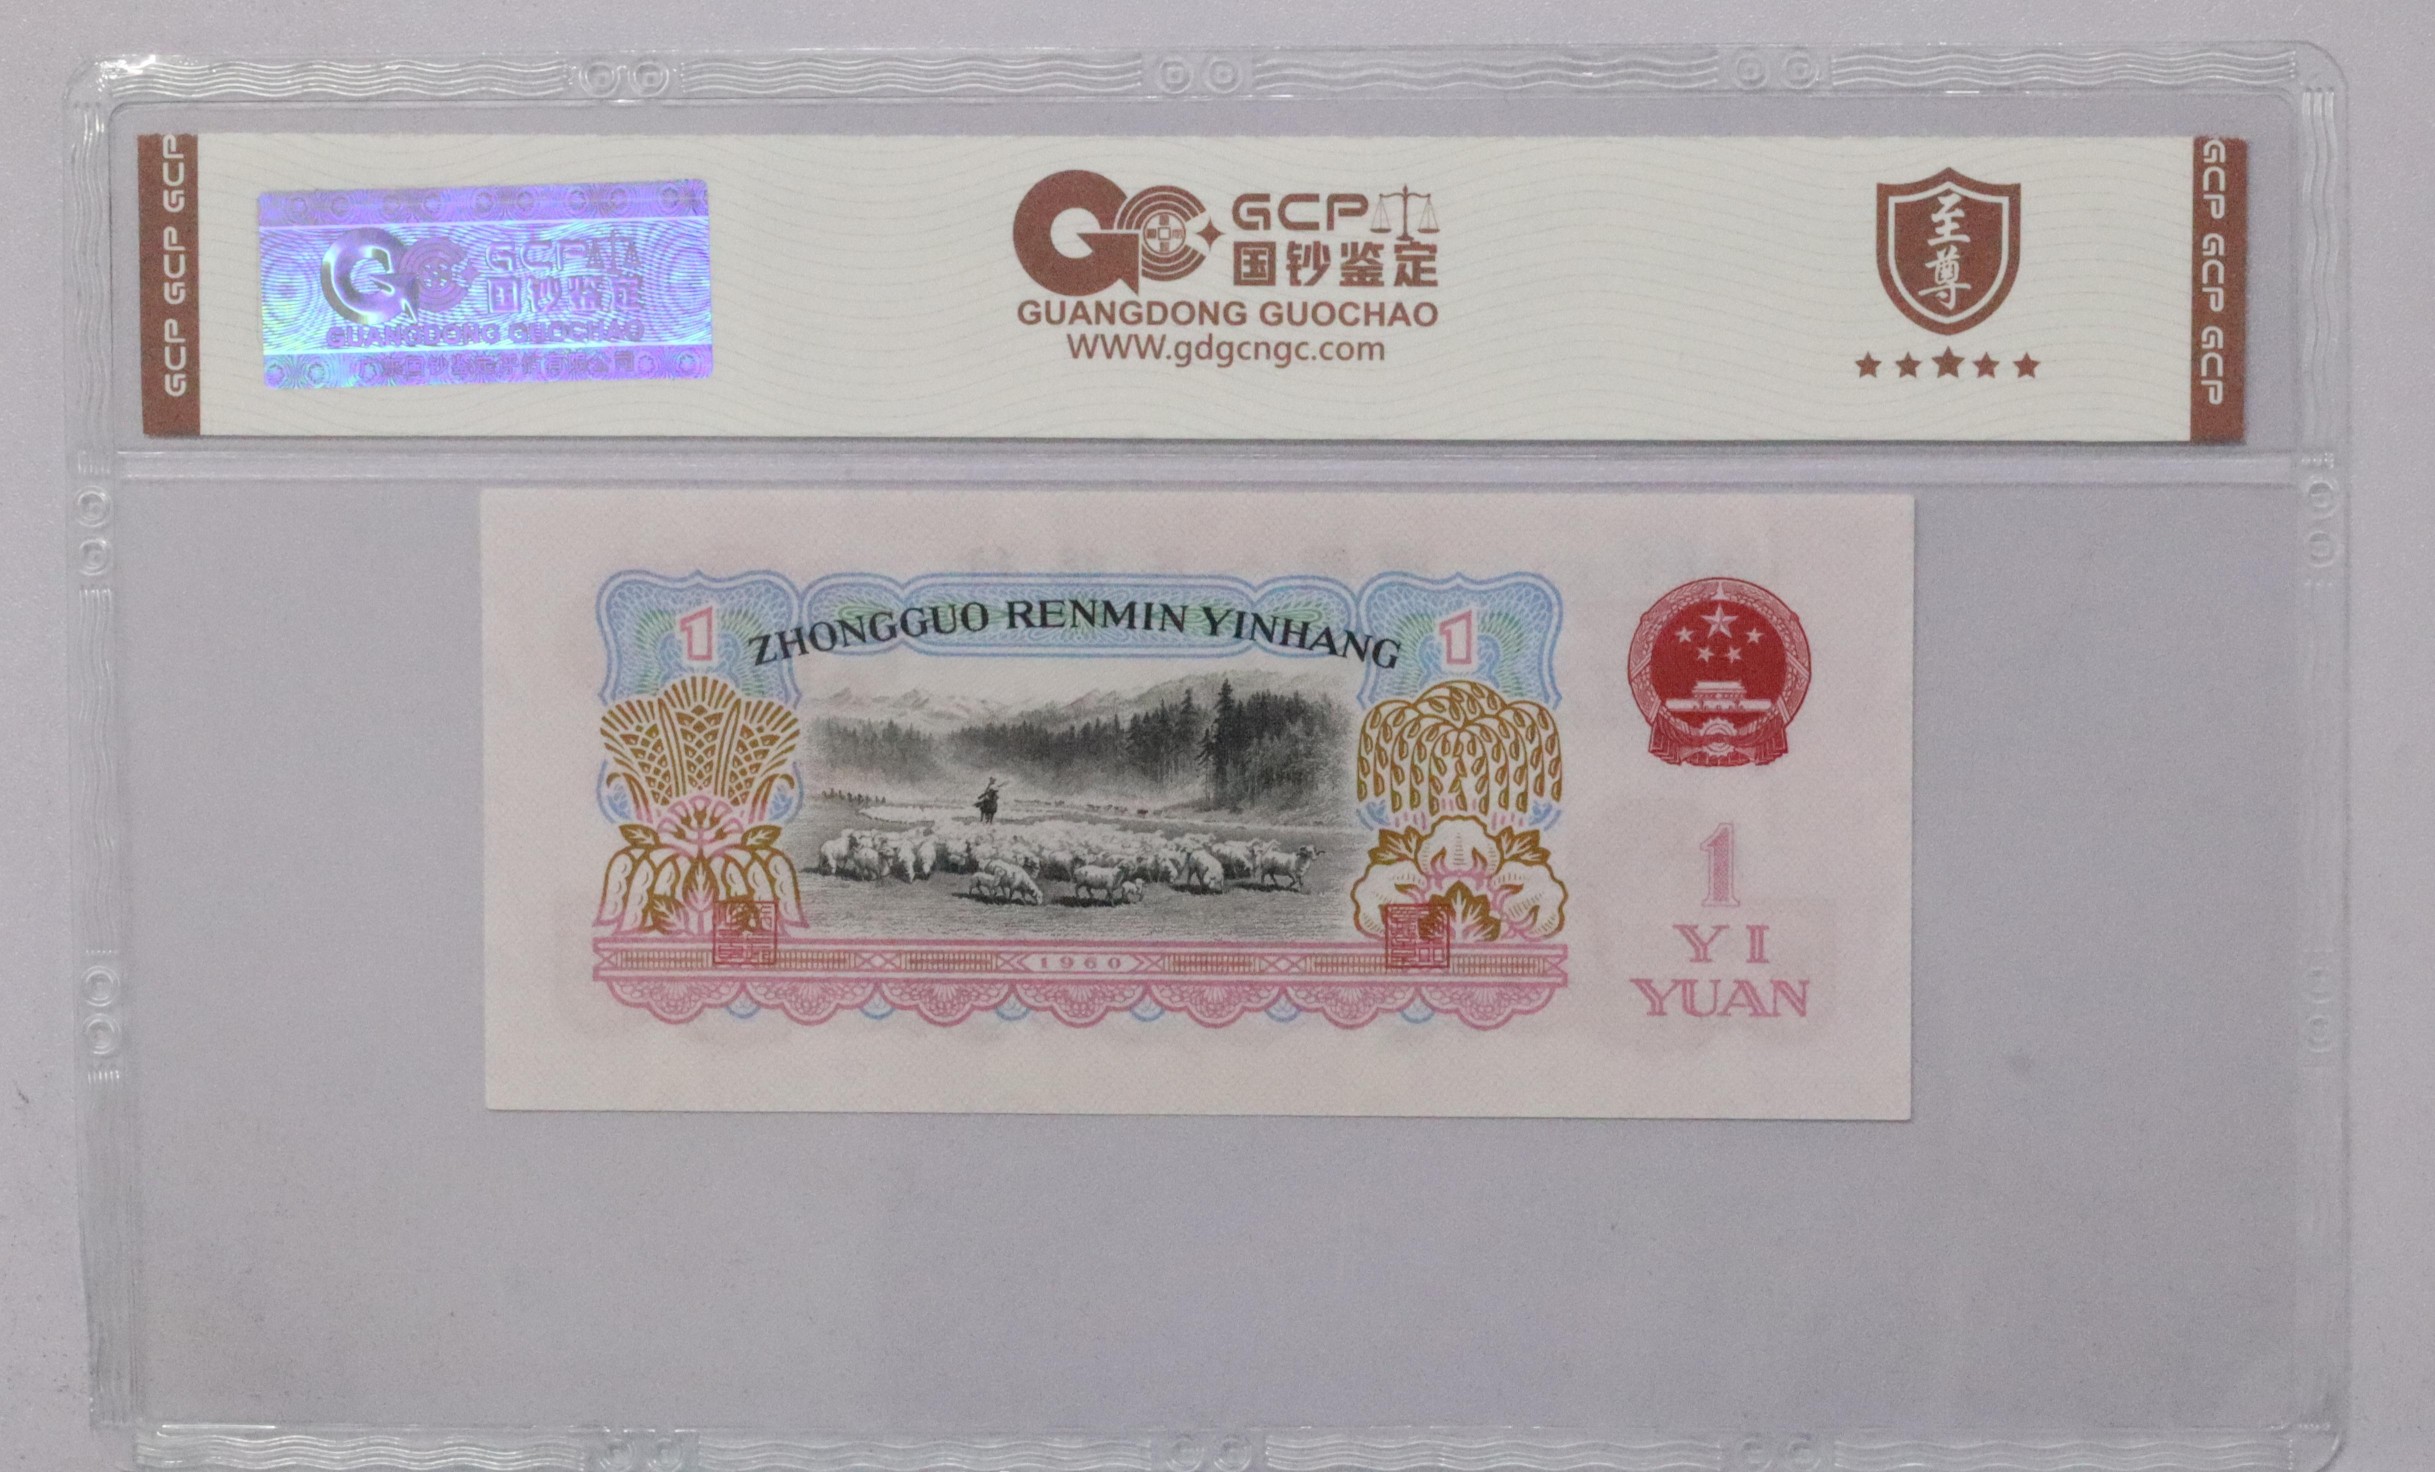 GCP GCP GCP
GCP
国钞鉴定
GUANGDONG GUOCHAO
GCP
国钞鉴定
GUANGDONG GUOCHAO
WWW.gdgcngc.com
至尊
GCP GCP GCP
1
ZHONGGUO RENMIN YINHANG
1
1960
1
YI
YUAN